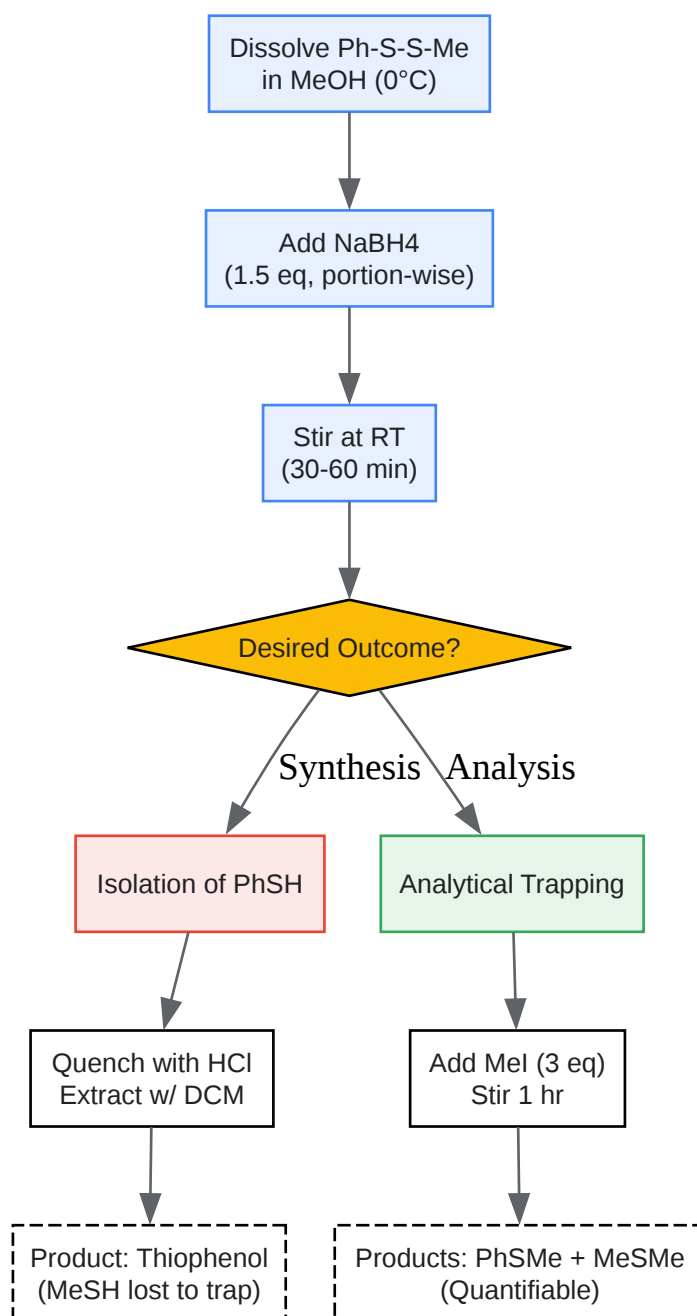 Dissolve Ph-S-S-Me
in MeOH (0°C)
Add NaBH4
(1.5 eq, portion-wise)
Stir at RT
(30-60 min)
Desired Outcome?
Synthesis
Analysis
Isolation of PhSH
Analytical Trapping
Quench with HCl
Extract w/ DCM
Add MeI (3 eq)
Stir 1 hr
Product: Thiophenol
(MeSH lost to trap)
Products: PhSMe + MeSMe
(Quantifiable)